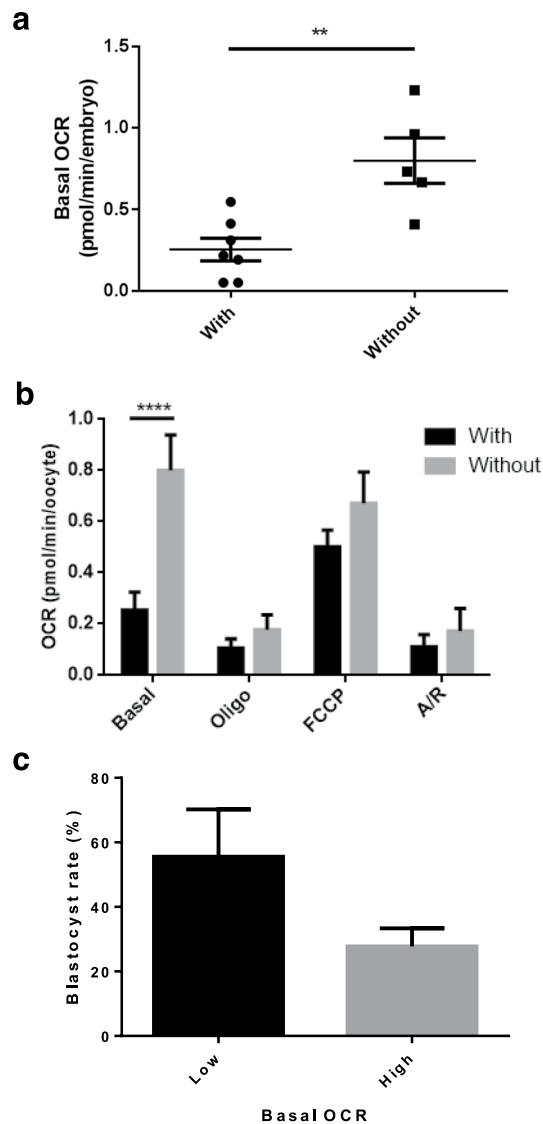 a
**
Basal OCR
(pmol/min/embryo)
1.5
1.0
0.5
0.0
With
Without
b
****
OCR (pmol/min/oocyte)
1.0
0.8
0.6
0.4
0.2
0.0
With
Without
Basal
Oligo
FCCP
A/R
c
Blastocyst rate (%)
80
60
40
20
0
Low
High
Basal OCR